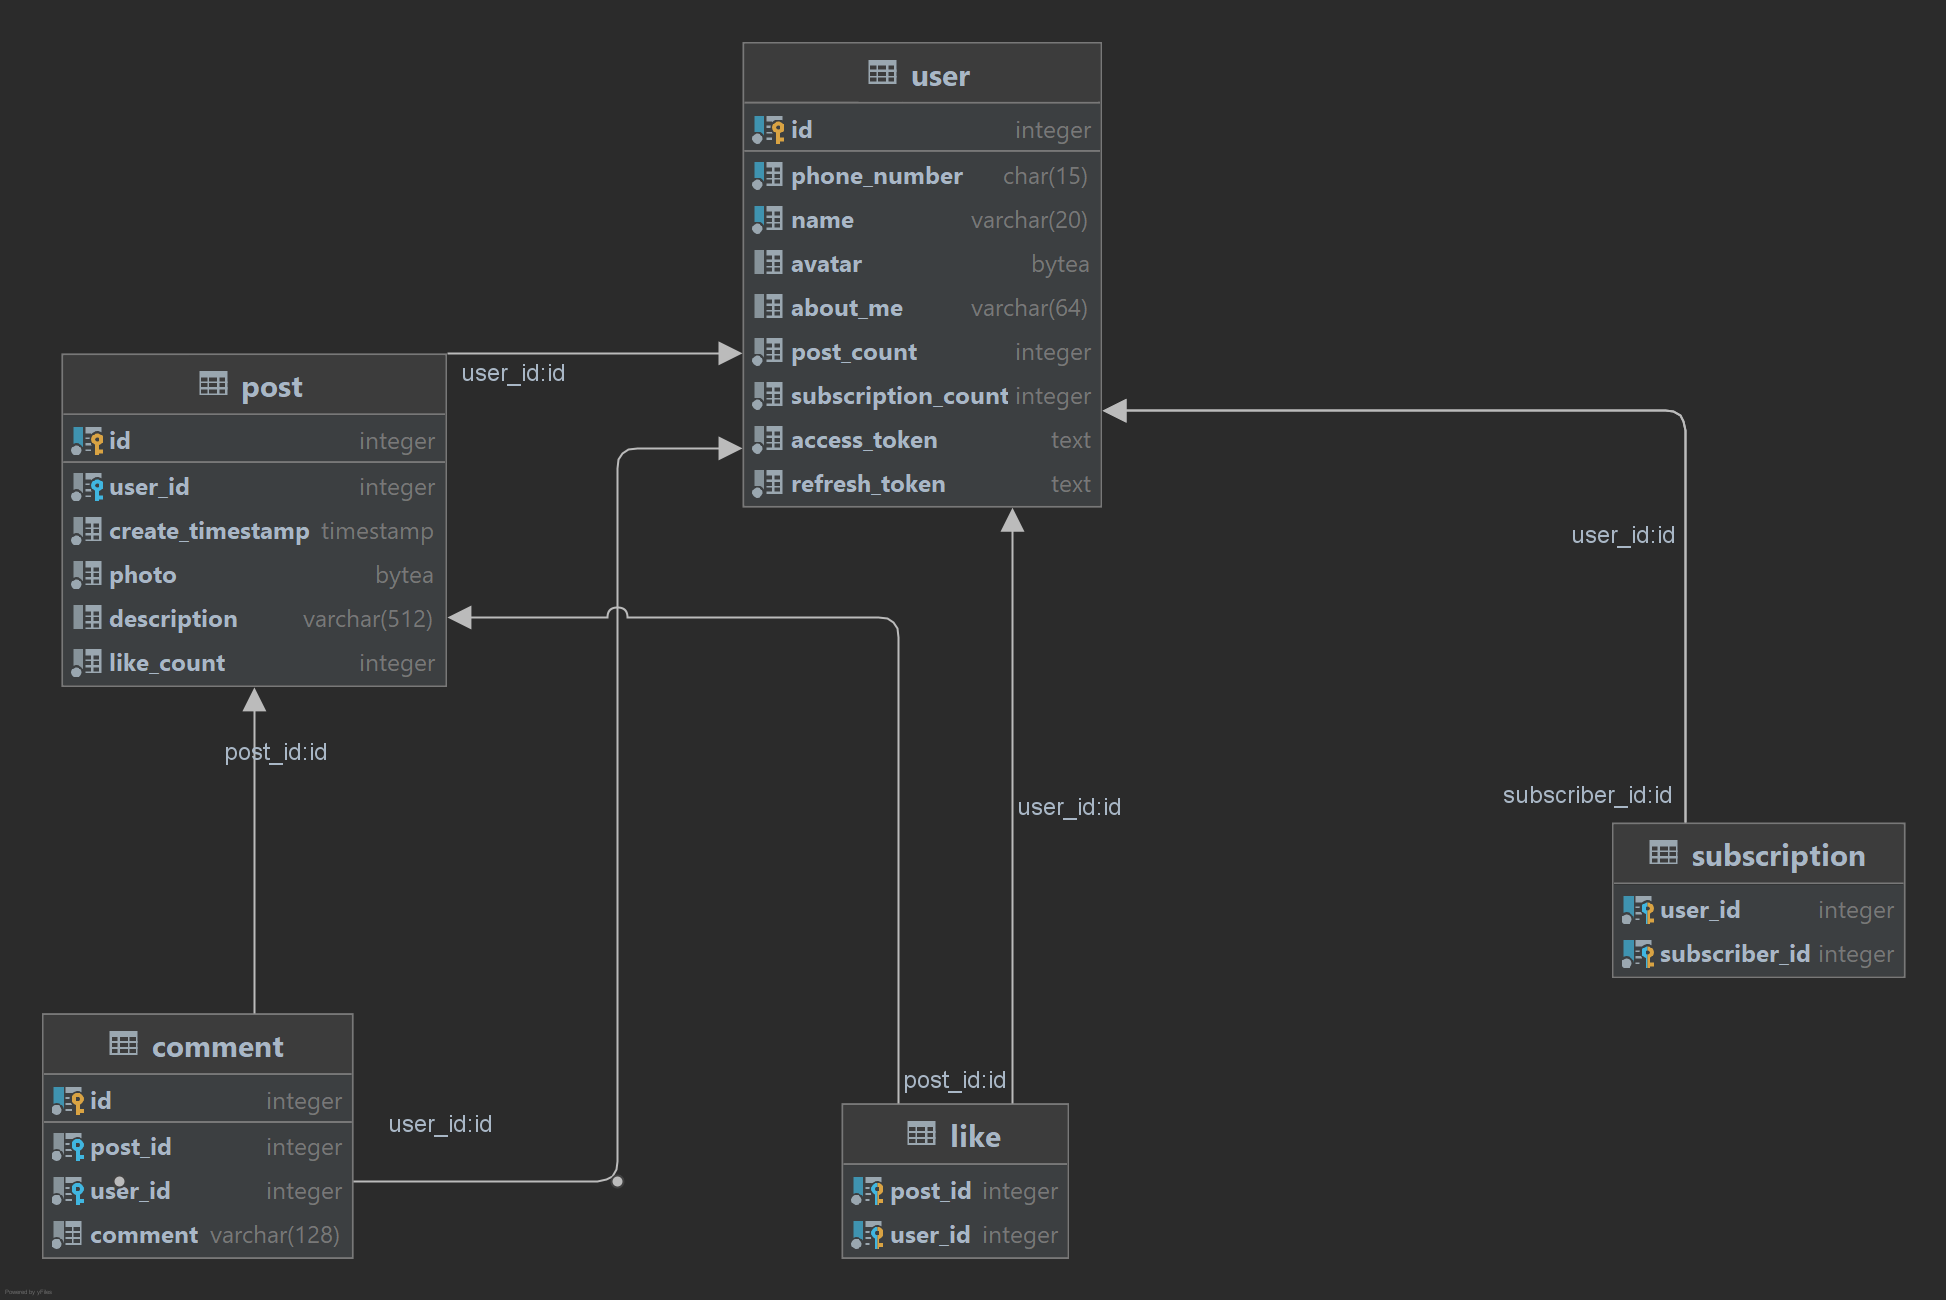 user
id integer
phone_number char(15)
name varchar(20)
avatar bytea
about_me varchar(64)
post_count integer
subscription_count integer
access_token text
refresh_token text
user_id:id
post
id integer
user_id integer
create_timestamp timestamp
photo bytea
description varchar(512)
like_count integer
user_id:id
post_id:id
subscriber_id:id
user_id:id
subscription
user_id integer
subscriber_id integer
comment
id integer
post_id integer
user_id integer
comment varchar(128)
user_id:id
post_id:id
like
post_id integer
user_id integer
Powered by yFiles